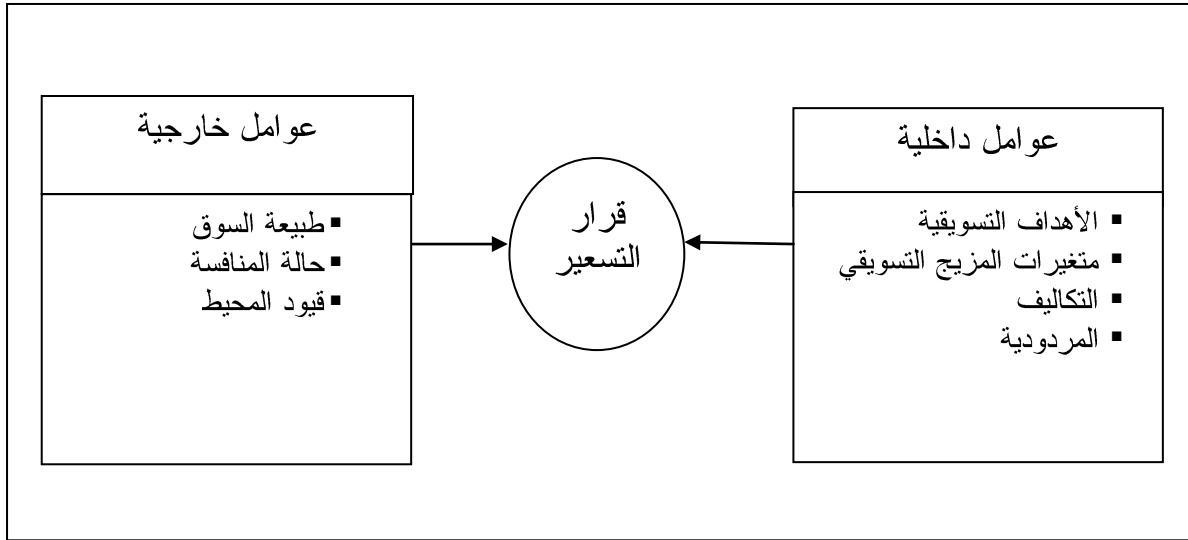 عوامل داخلية
▪ الأهداف التسويقية
▪ متغيرات المزيج التسويقي
▪ التكاليف
▪ المردودية
قرار
التسعير
عوامل خارجية
▪ طبيعة السوق
▪ حالة المنافسة
▪ قيود المحيط